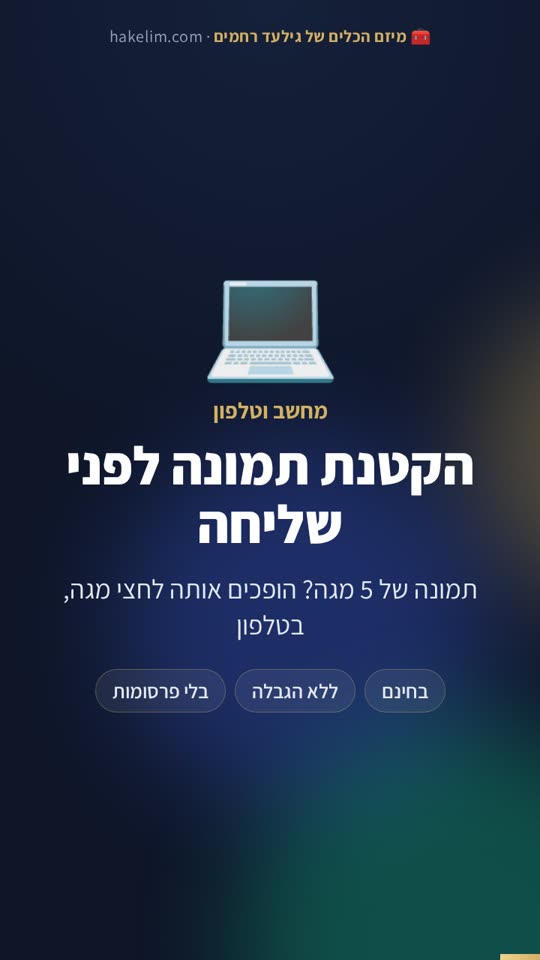 🧰 מיזם הכלים של גילעד רחמים · hakelim.com
מחשב וטלפון
הקטנת תמונה לפני
שליחה
תמונה של 5 מגה? הופכים אותה לחצי מגה,
בטלפון
בחינם
ללא הגבלה
בלי פרסומות